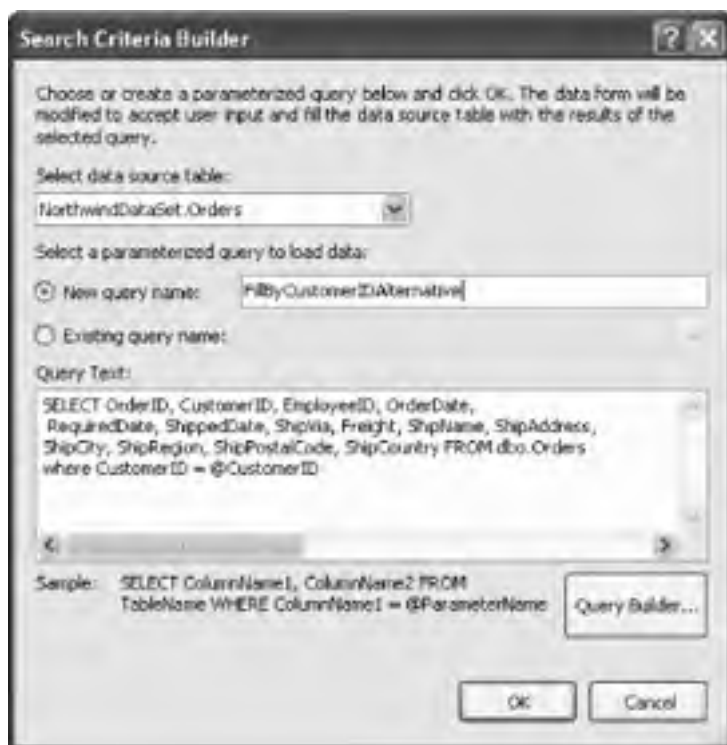 Search Criteria Builder
Choose or create a parameterized query below and click OK. The data form will be
modified to accept user input and fill the data source table with the results of the
selected query.
Select data source table:
NorthwindDataSet.Orders
Select a parameterized query to load data:
New query name:
FillByCustomerIDAlternative
Existing query name:
Query Text:
SELECT OrderID, CustomerID, EmployeeID, OrderDate,
RequiredDate, ShippedDate, ShipVia, Freight, ShipName, ShipAddress,
ShipCity, ShipRegion, ShipPostalCode, ShipCountry FROM dbo.Orders
where CustomerID = @CustomerID
Sample:
SELECT ColumnName1, ColumnName2 FROM
TableName WHERE ColumnName1 = @ParameterName
Query Builder...
OK
Cancel